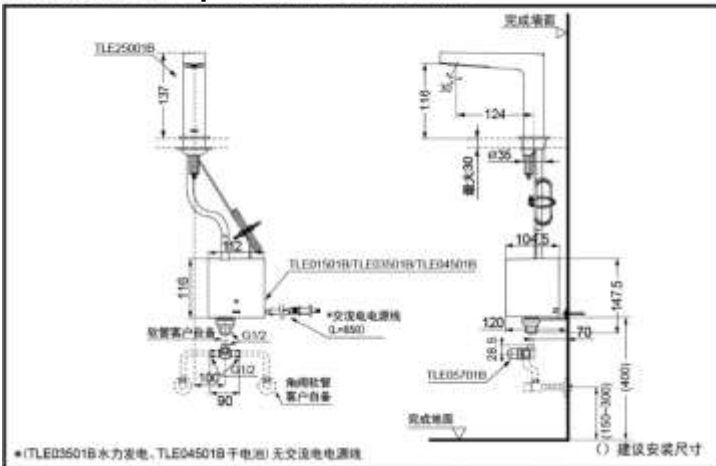 TLE25001B
137
112
TLE01501B/TLE03501B/TLE04501B
116
*交流电电源线
(L=850)
软管客户自备
G1/2
100
G1/2
90
角阀软管
客户自备
*(TLE03501B水力发电、TLE04501B干电池)无交流电电源线
完成墙面
116
124
最大30
Ø35
104.5
147.5
120
70
28.5
TLE05701B
(400)
(150~300)
完成地面
()建议安装尺寸